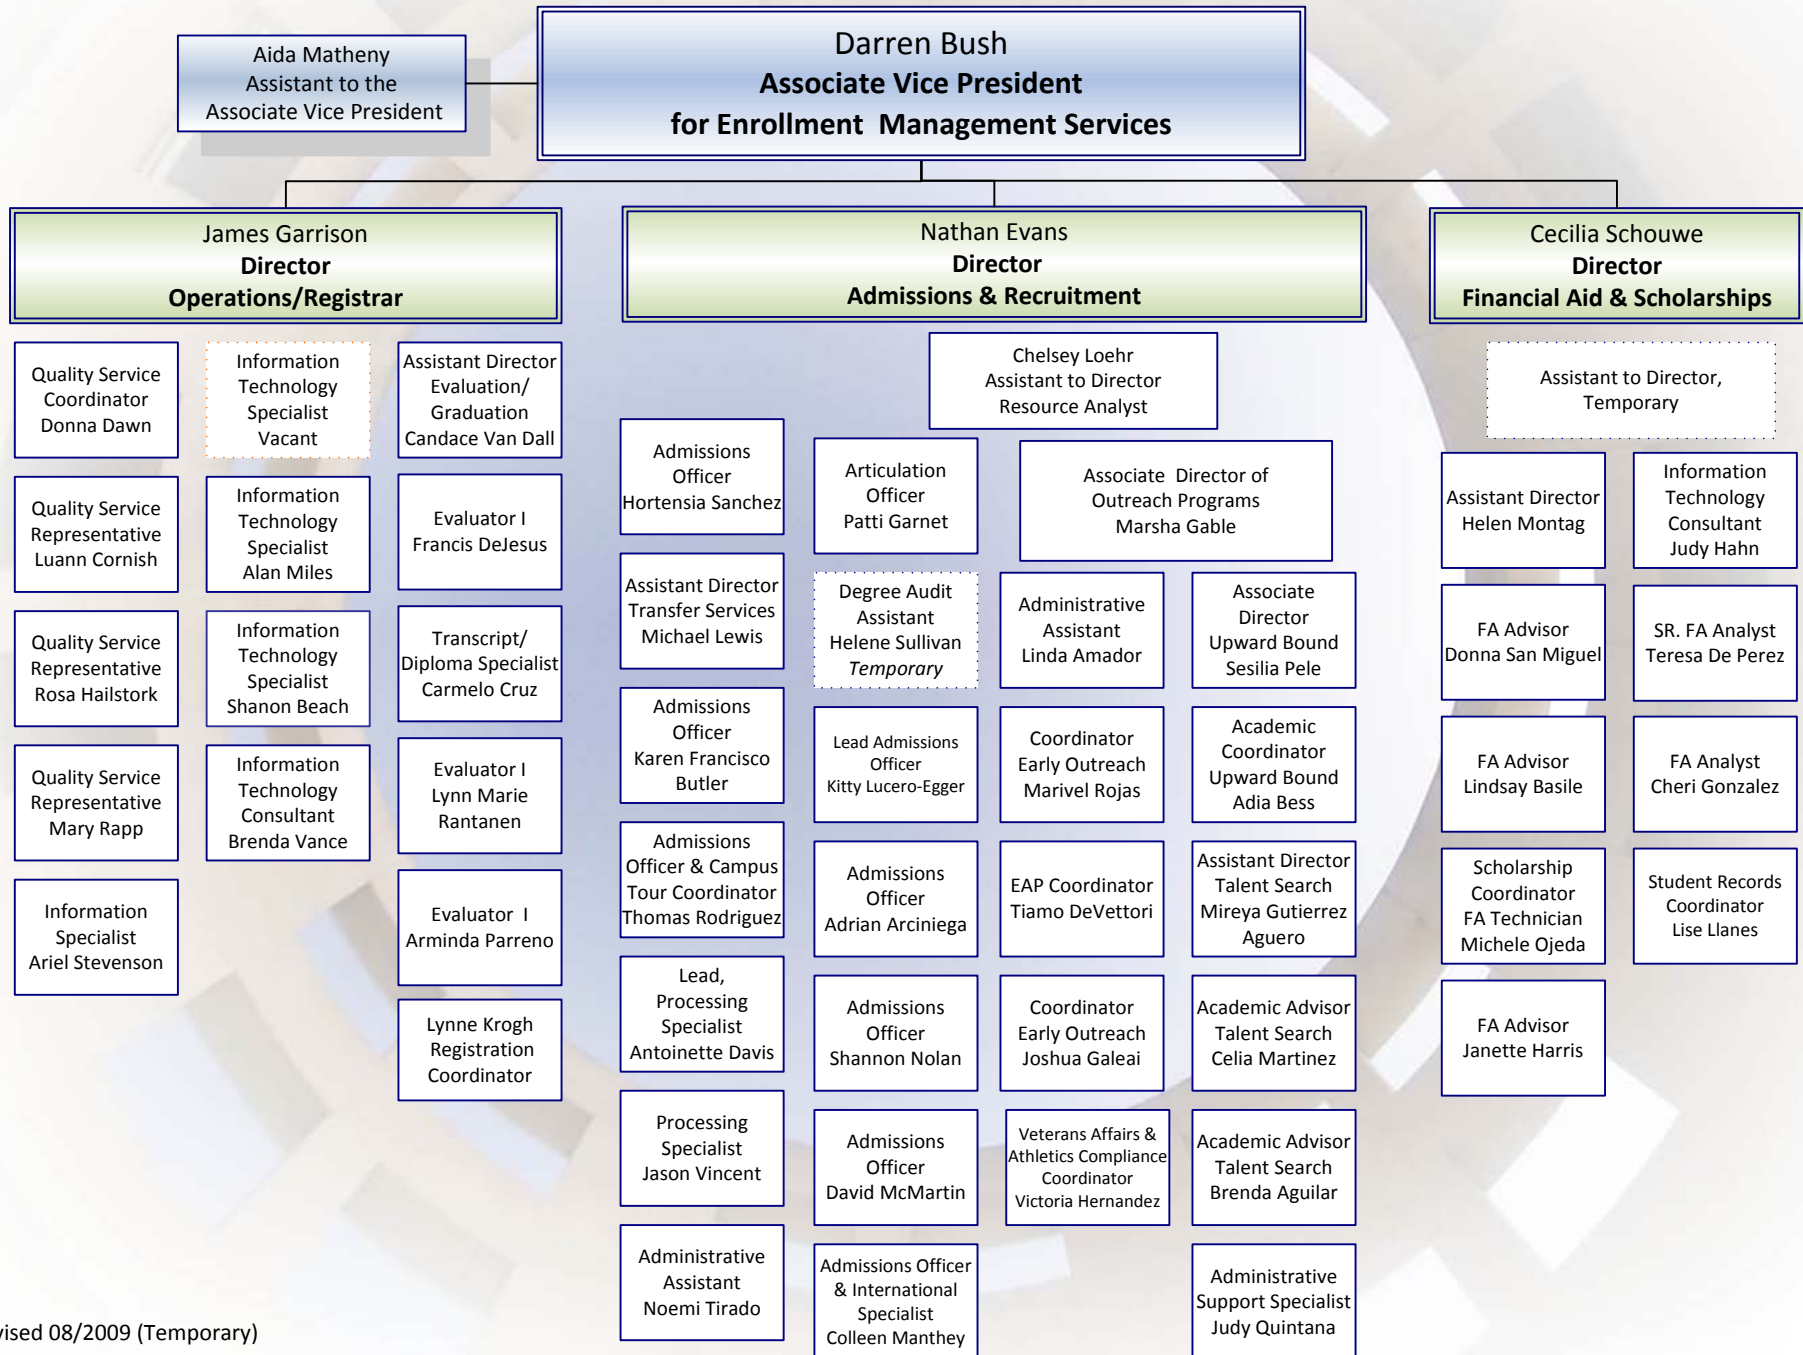 Aida Matheny
Assistant to the
Associate Vice President
Darren Bush
Associate Vice President
for Enrollment Management Services
James Garrison
Director
Operations/Registrar
Quality Service
Coordinator
Donna Dawn
Quality Service
Representative
Luann Cornish
Quality Service
Representative
Rosa Hailstork
Quality Service
Representative
Mary Rapp
Information
Specialist
Ariel Stevenson
Information
Technology
Specialist
Vacant
Information
Technology
Specialist
Alan Miles
Information
Technology
Specialist
Shanon Beach
Information
Technology
Consultant
Brenda Vance
Assistant Director
Evaluation/
Graduation
Candace Van Dall
Evaluator I
Francis DeJesus
Transcript/
Diploma Specialist
Carmelo Cruz
Evaluator I
Lynn Marie
Rantanen
Evaluator I
Arminda Parreno
Lynne Krogh
Registration
Coordinator
Nathan Evans
Director
Admissions & Recruitment
Chelsey Loehr
Assistant to Director
Resource Analyst
Admissions
Officer
Hortensia Sanchez
Assistant Director
Transfer Services
Michael Lewis
Admissions
Officer
Karen Francisco
Butler
Admissions
Officer & Campus
Tour Coordinator
Thomas Rodriguez
Lead,
Processing
Specialist
Antoinette Davis
Processing
Specialist
Jason Vincent
Administrative
Assistant
Noemi Tirado
Articulation
Officer
Patti Garnet
Degree Audit
Assistant
Helene Sullivan
Temporary
Lead Admissions
Officer
Kitty Lucero-Egger
Admissions
Officer
Adrian Arciniega
Admissions
Officer
Shannon Nolan
Admissions
Officer
David McMartin
Admissions Officer
& International
Specialist
Colleen Manthey
Associate Director of
Outreach Programs
Marsha Gable
Administrative
Assistant
Linda Amador
Coordinator
Early Outreach
Marivel Rojas
EAP Coordinator
Tiamo DeVettori
Coordinator
Early Outreach
Joshua Galeai
Veterans Affairs &
Athletics Compliance
Coordinator
Victoria Hernandez
Associate
Director
Upward Bound
Sesilia Pele
Academic
Coordinator
Upward Bound
Adia Bess
Assistant Director
Talent Search
Mireya Gutierrez
Aguero
Academic Advisor
Talent Search
Celia Martinez
Academic Advisor
Talent Search
Brenda Aguilar
Administrative
Support Specialist
Judy Quintana
Cecilia Schouwe
Director
Financial Aid & Scholarships
Assistant to Director,
Temporary
Assistant Director
Helen Montag
FA Advisor
Donna San Miguel
FA Advisor
Lindsay Basile
Scholarship
Coordinator
FA Technician
Michele Ojeda
FA Advisor
Janette Harris
Information
Technology
Consultant
Judy Hahn
SR. FA Analyst
Teresa De Perez
FA Analyst
Cheri Gonzalez
Student Records
Coordinator
Lise Llanes
vised 08/2009 (Temporary)